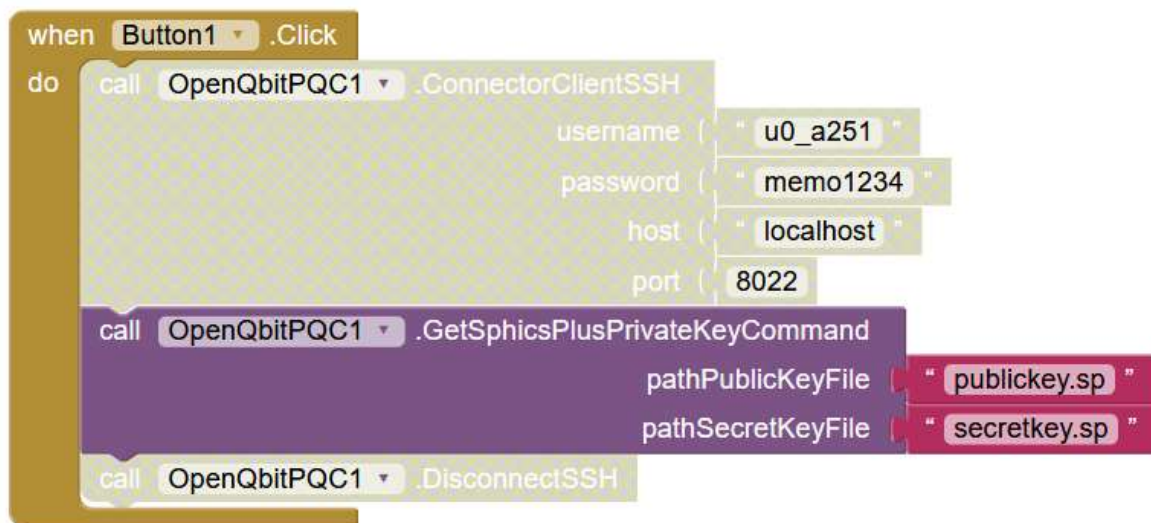 when Button1 .Click
do call OpenQbitPQC1 .ConnectorClientSSH
username " u0_a251 "
password " memo1234 "
host " localhost "
port 8022
call OpenQbitPQC1 .GetSphicsPlusPrivateKeyCommand
pathPublicKeyFile " publickey.sp "
pathSecretKeyFile " secretkey.sp "
call OpenQbitPQC1 .DisconnectSSH